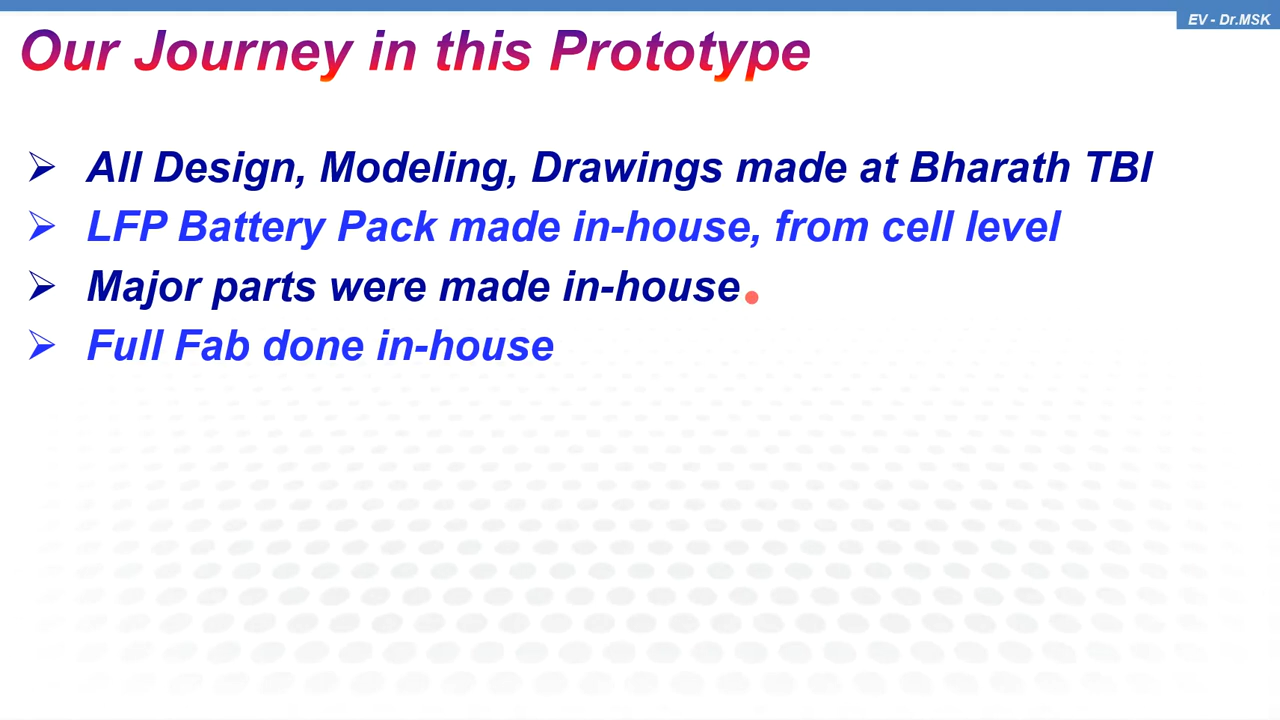 EV - Dr.MSK
Our Journey in this Prototype
All Design, Modeling, Drawings made at Bharath TBI
LFP Battery Pack made in-house, from cell level
Major parts were made in-house
Full Fab done in-house